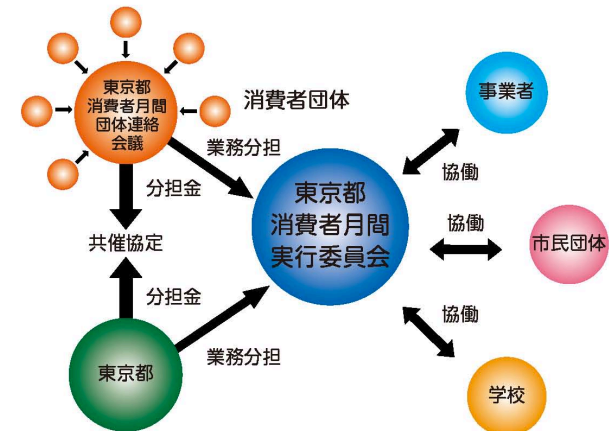 東京都
消費者月間
団体連絡
会議
消費者団体
業務分担
分担金
共催協定
分担金
業務分担
東京都
東京都
消費者月間
実行委員会
事業者
協働
協働
市民団体
協働
学校